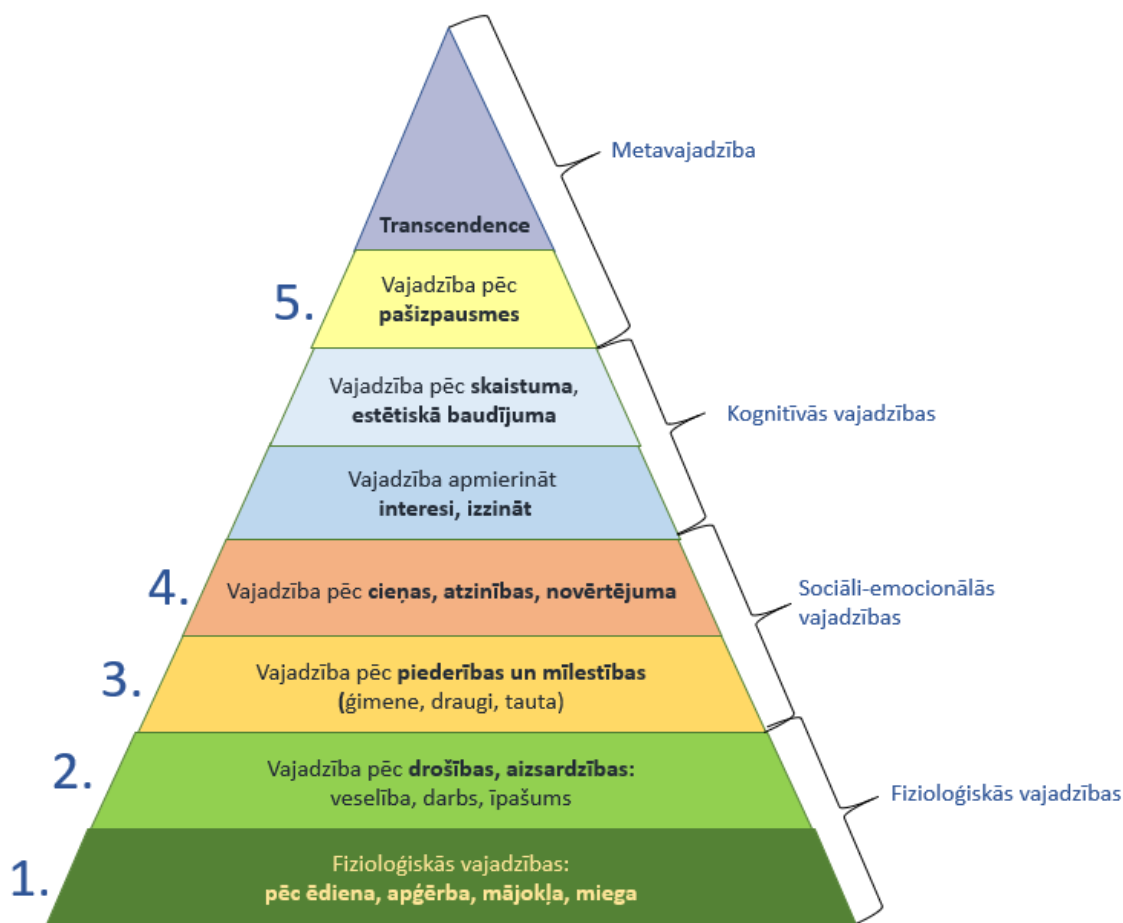 Metavajadzība
Transcendence
5.
Vajadzība pēc
pašizpausmes
Vajadzība pēc skaistuma,
estētiskā baudījuma
Kognitīvās vajadzības
Vajadzība apmierināt
interesi, izzināt
4.
Vajadzība pēc cieņas, atzinības, novērtējuma
Sociāli-emocionālās
vajadzības
3.
Vajadzība pēc piederības un mīlestības
(ģimene, draugi, tauta)
2.
Vajadzība pēc drošības, aizsardzības:
veselība, darbs, īpašums
Fizioloģiskās vajadzības
1.
Fizioloģiskās vajadzības:
pēc ēdiena, apģērba, mājokļa, miega